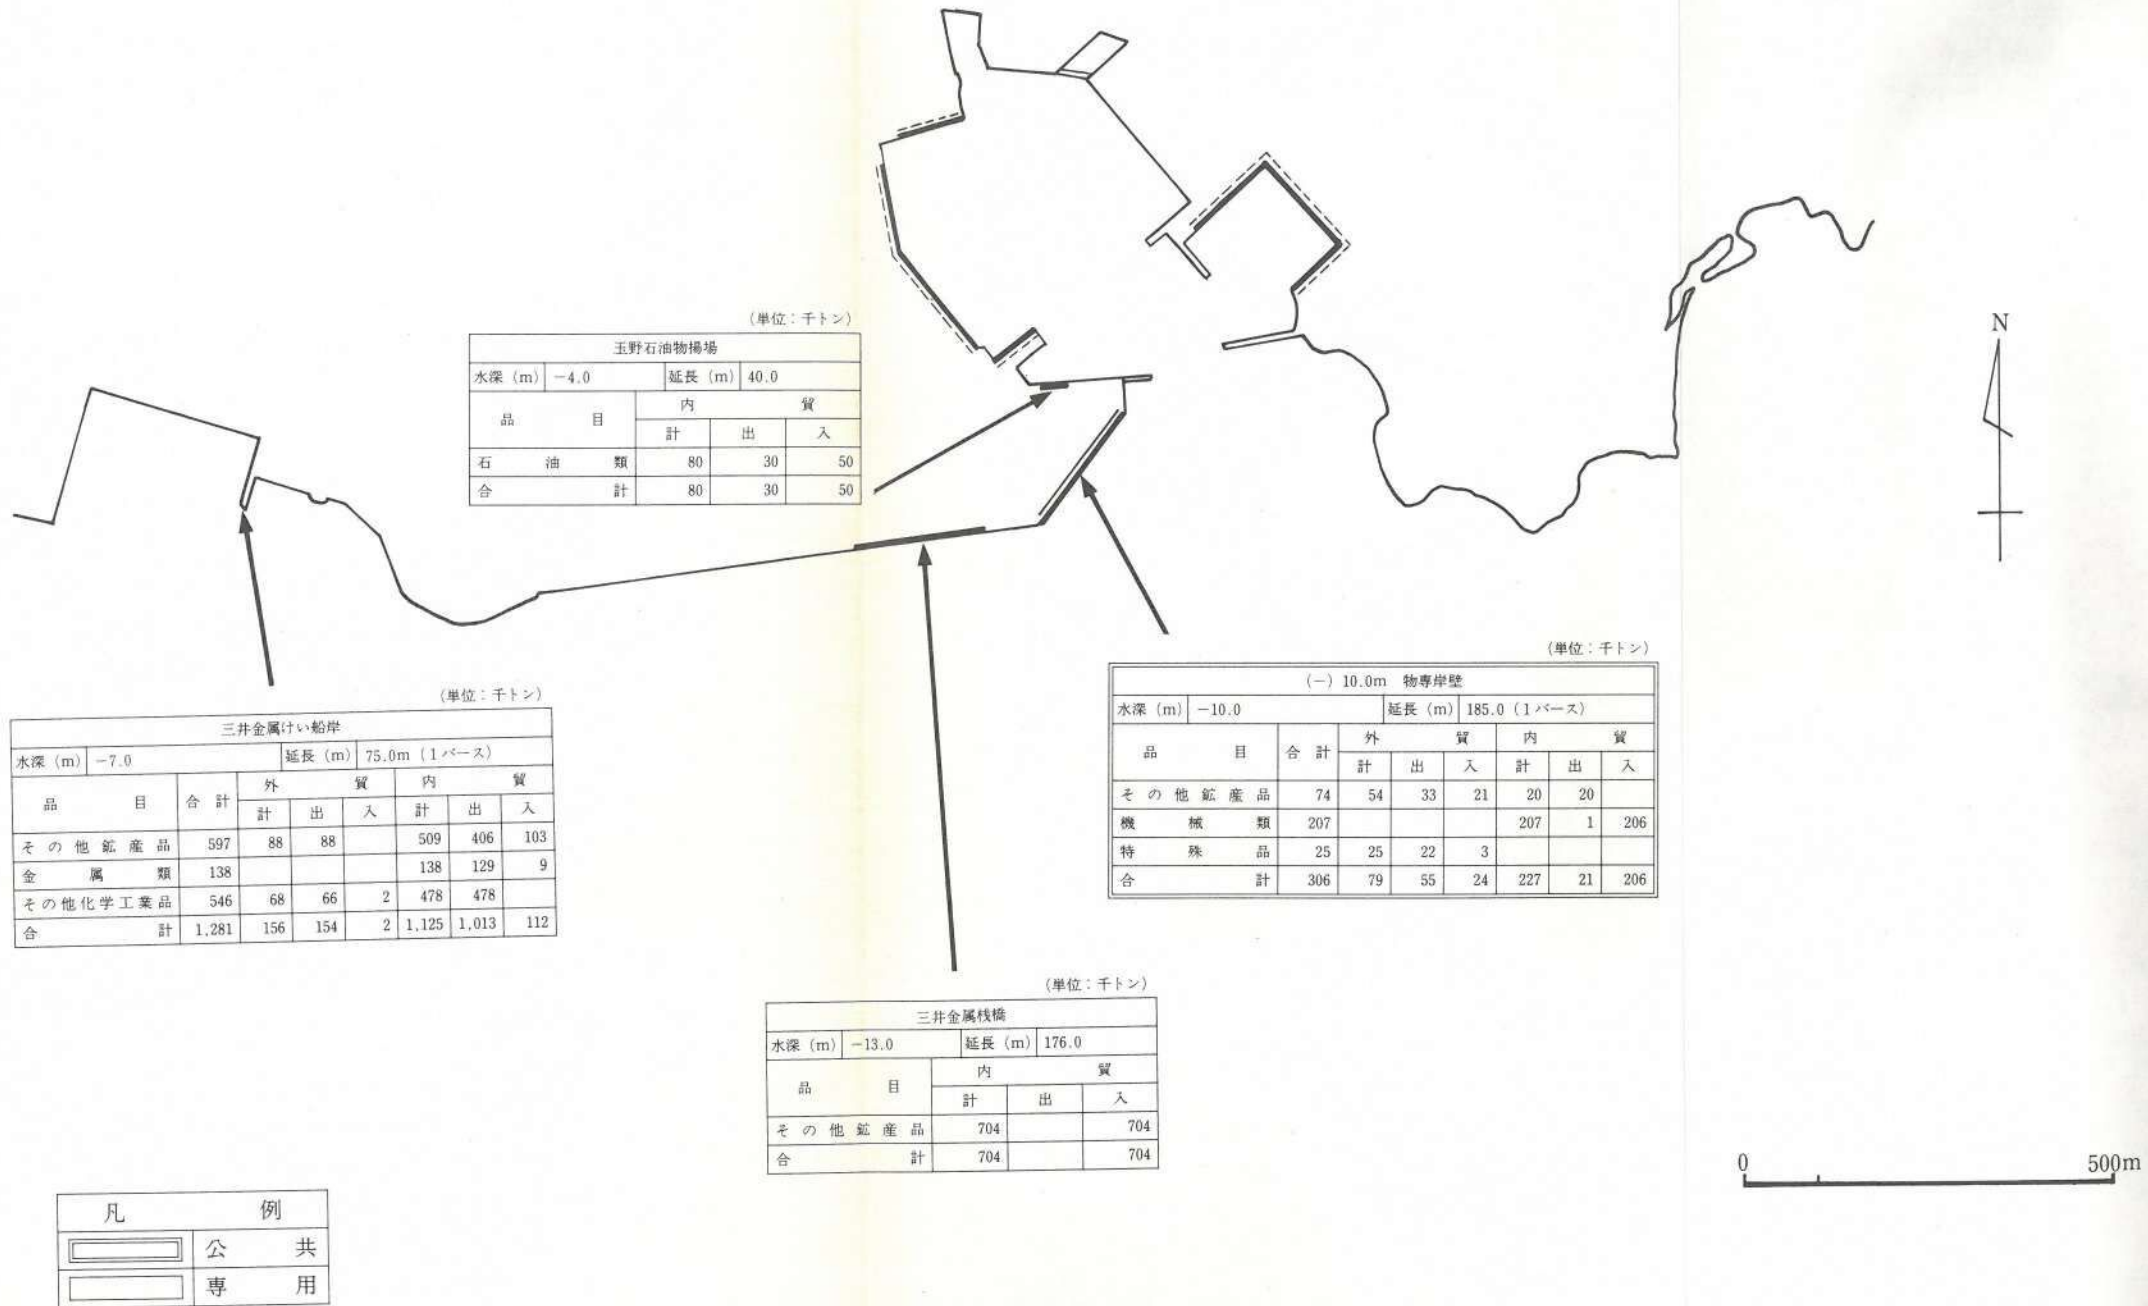 (単位:千トン)
玉野石油物揚場
水深 (m) -4.0 延長 (m) 40.0
品目 内貿
計 出 入
石油類 80 30 50
合計 80 30 50
N
(単位:千トン)
三井金属けい船岸
水深 (m) -7.0 延長 (m) 75.0m (1バース)
品目 合計 外貿 内貿
計 出 入 計 出 入
その他鉱産品 597 88 88 509 406 103
金属類 138 138 129 9
その他化学工業品 546 68 66 2 478 478
合計 1,281 156 154 2 1,125 1,013 112
(単位:千トン)
(-) 10.0m 物専岸壁
水深 (m) -10.0 延長 (m) 185.0 (1バース)
品目 合計 外貿 内貿
計 出 入 計 出 入
その他鉱産品 74 54 33 21 20 20
機械類 207 207 1 206
特殊品 25 25 22 3
合計 306 79 55 24 227 21 206
(単位:千トン)
三井金属桟橋
水深 (m) -13.0 延長 (m) 176.0
品目 内貿
計 出 入
その他鉱産品 704 704
合計 704 704
0 500m
凡例
公共
専用